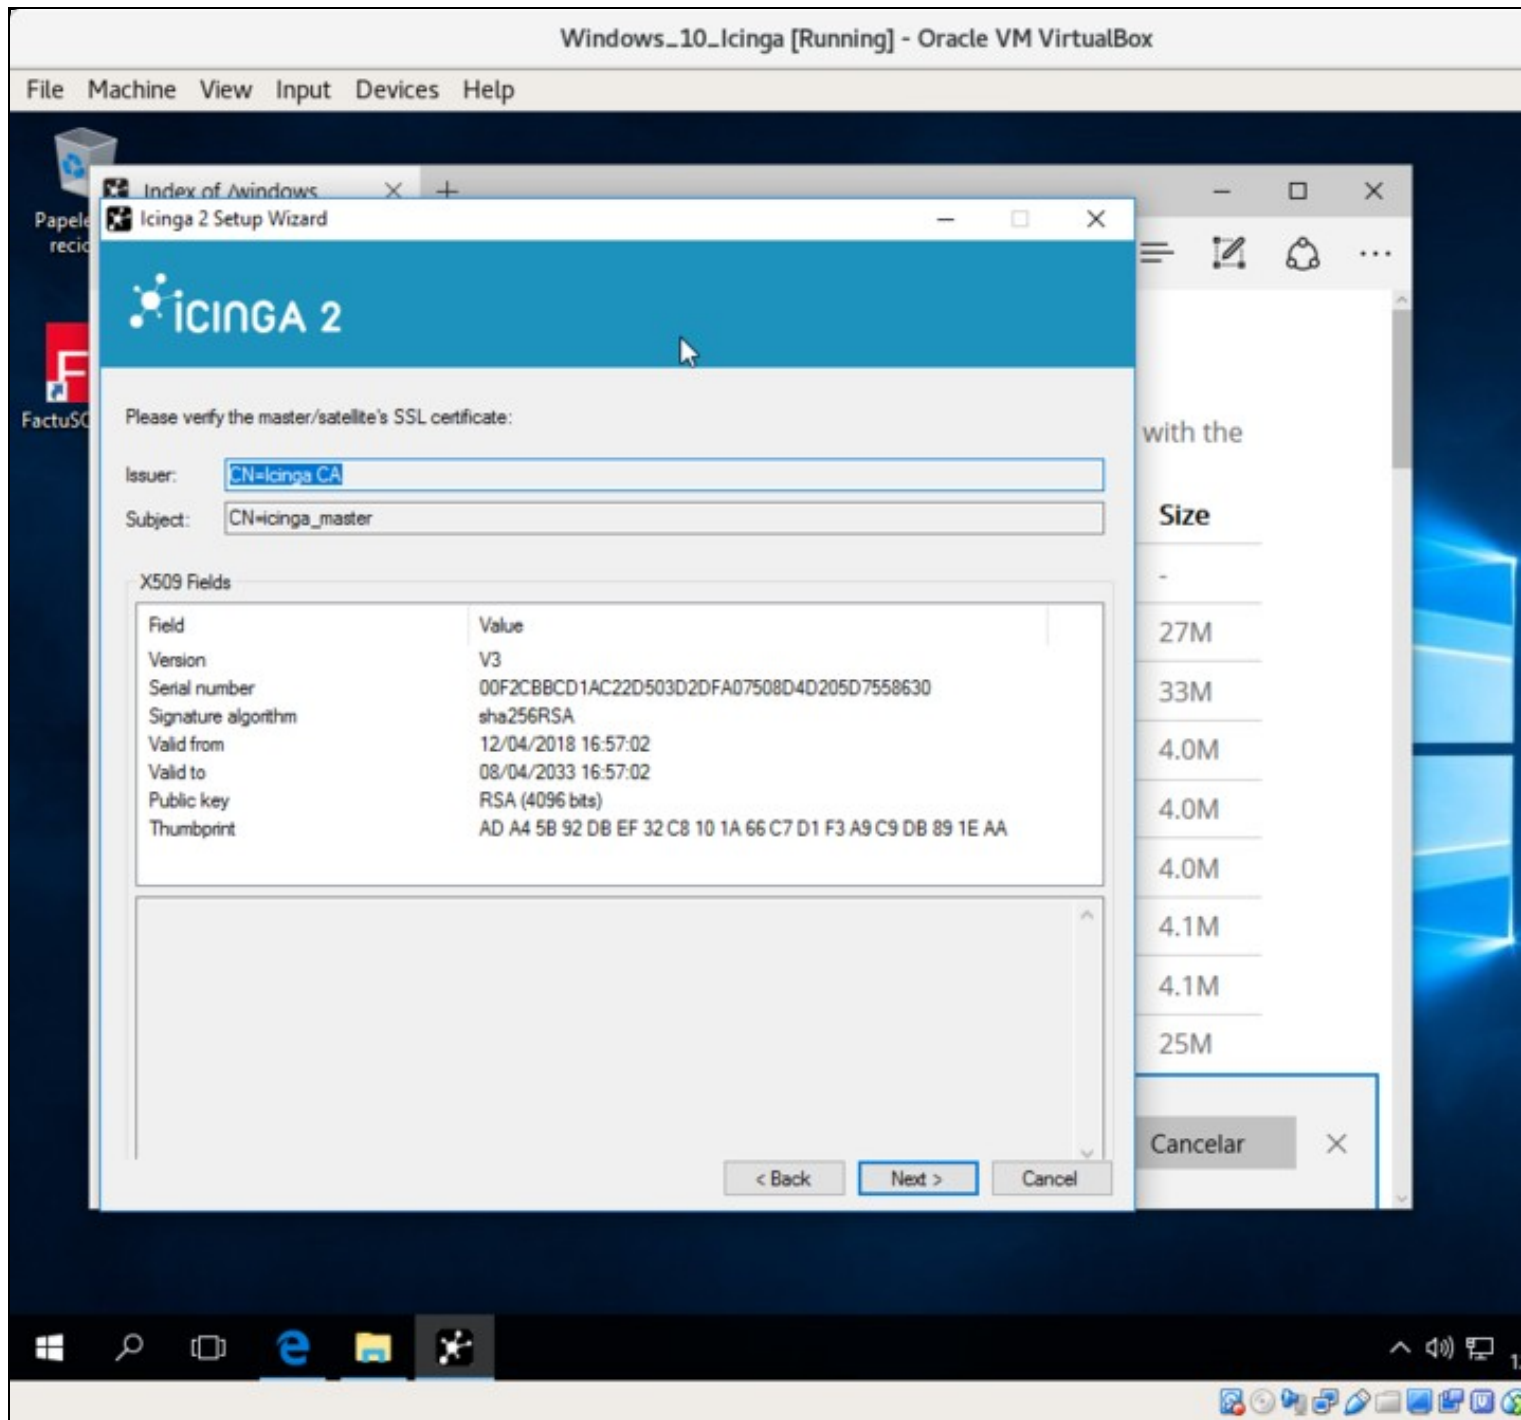 Windows_10_Icinga [Running] - Oracle VM VirtualBox
File Machine View Input Devices Help
Index of /windows
Icinga 2 Setup Wizard
ICINGA 2
Please verify the master/satellite's SSL certificate:
Issuer: CN=Icinga CA
Subject: CN=icinga_master
X509 Fields
Field Value
Version V3
Serial number 00F2CBBCD1AC22D503D2DFA07508D4D205D7558630
Signature algorithm sha256RSA
Valid from 12/04/2018 16:57:02
Valid to 08/04/2033 16:57:02
Public key RSA (4096 bits)
Thumbprint AD A4 5B 92 DB EF 32 C8 10 1A 66 C7 D1 F3 A9 C9 DB 89 1E AA
< Back Next > Cancel
Papele
recic
FactuSO
with the
Size
-
27M
33M
4.0M
4.0M
4.0M
4.1M
4.1M
25M
Cancelar